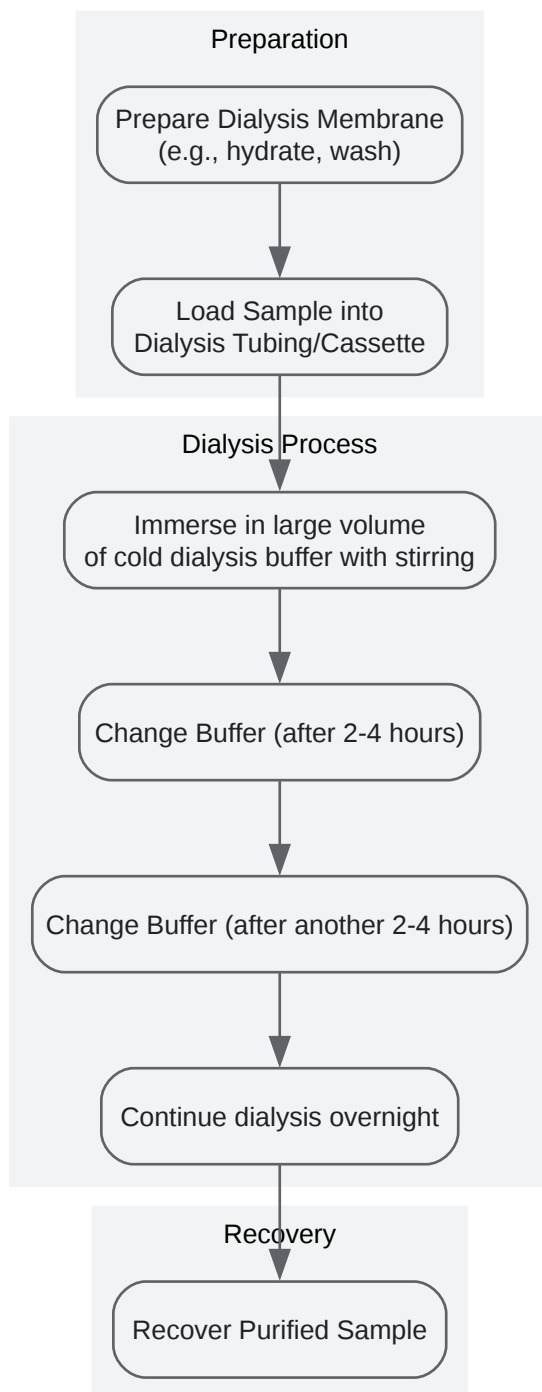 Preparation
Prepare Dialysis Membrane
(e.g., hydrate, wash)
Load Sample into
Dialysis Tubing/Cassette
Dialysis Process
Immerse in large volume
of cold dialysis buffer with stirring
Change Buffer (after 2-4 hours)
Change Buffer (after another 2-4 hours)
Continue dialysis overnight
Recovery
Recover Purified Sample